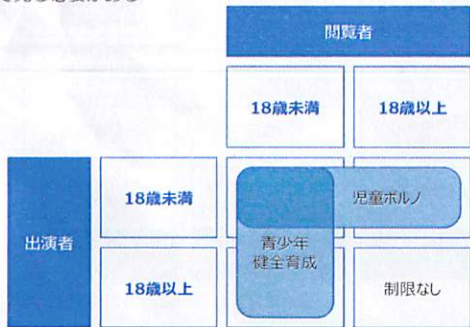 閲覧者
18歳未満
18歳以上
出演者
18歳未満
児童ポルノ
青少年
健全育成
18歳以上
制限なし